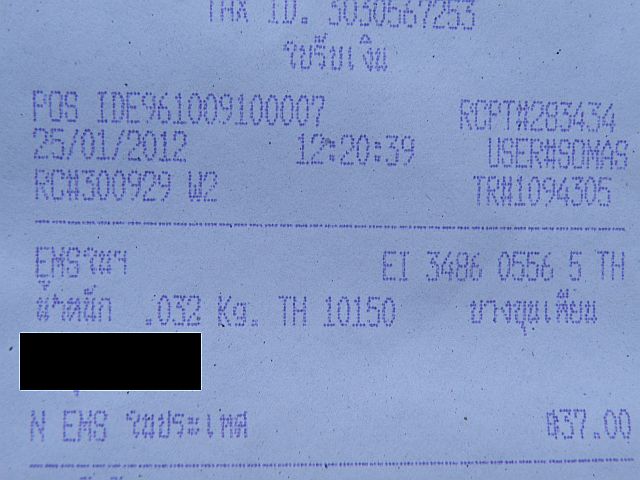 TAX ID. 3030567253
ใบรับเงิน
POS IDE961009100007 RCPT#283434
25/01/2012 12:20:39 USER#SOMAS
RC#300929 W2 TR#1094305
EMSในฯ EI 3486 0556 5 TH
น้ำหนัก .032 Kg. TH 10150 บางขุนเทียน
N EMS ในประเทศ ฿37.00